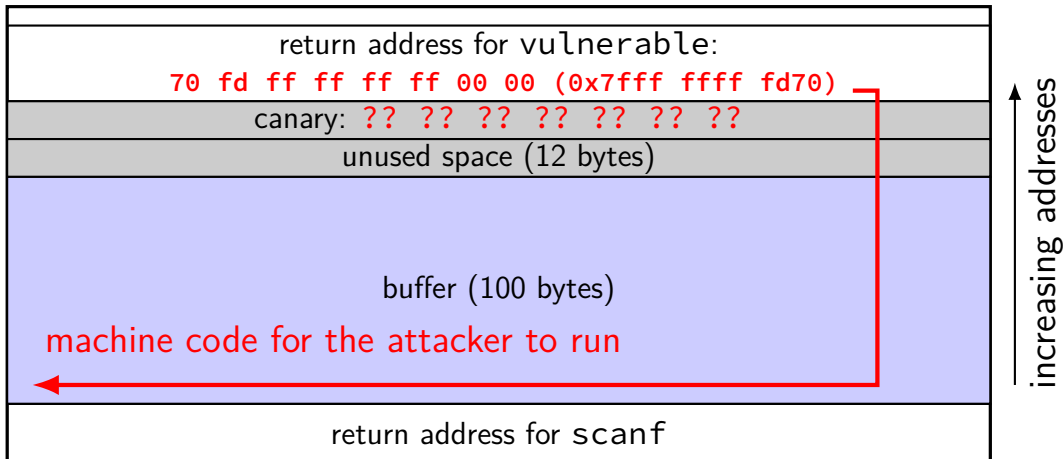 return address for vulnerable:
70 fd ff ff ff ff 00 00 (0x7fff ffff fd70)
canary: ?? ?? ?? ?? ?? ?? ??
unused space (12 bytes)
buffer (100 bytes)
machine code for the attacker to run
return address for scanf
increasing addresses